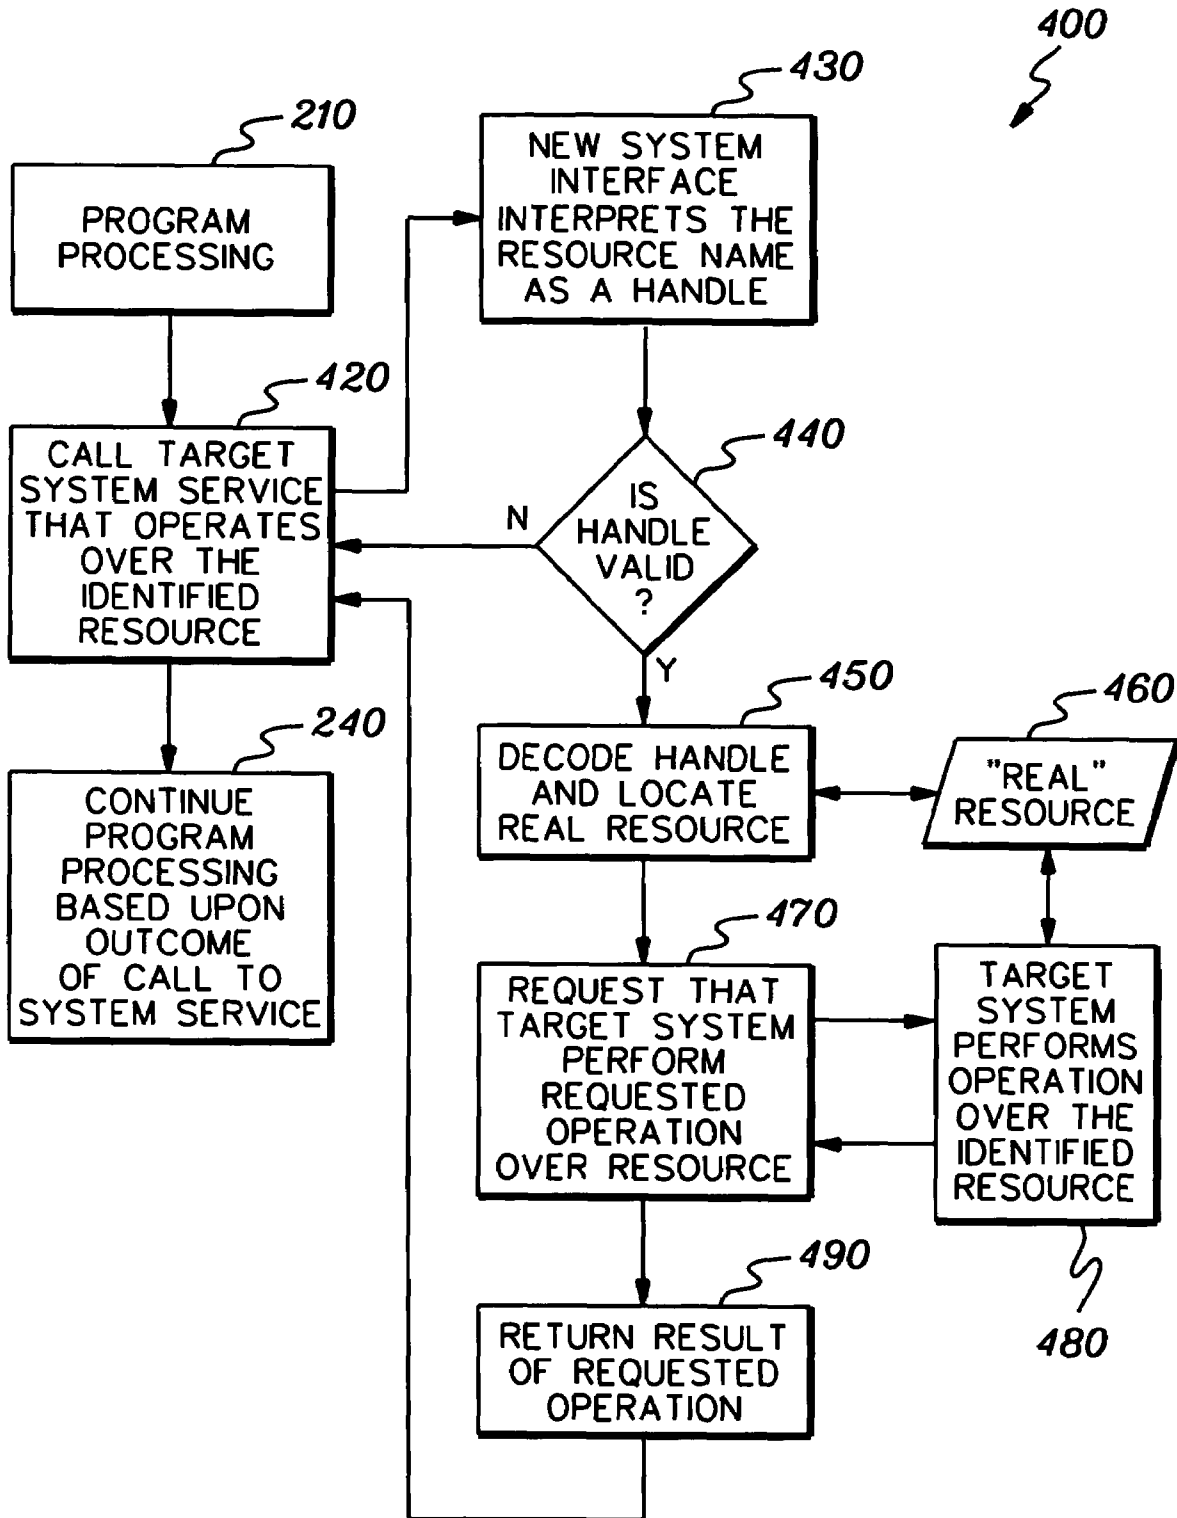 400
430
NEW SYSTEM
INTERFACE
INTERPRETS THE
RESOURCE NAME
AS A HANDLE
210
PROGRAM
PROCESSING
420
CALL TARGET
SYSTEM SERVICE
THAT OPERATES
OVER THE
IDENTIFIED
RESOURCE
440
IS
HANDLE
VALID
?
N
Y
240
CONTINUE
PROGRAM
PROCESSING
BASED UPON
OUTCOME
OF CALL TO
SYSTEM SERVICE
450
DECODE HANDLE
AND LOCATE
REAL RESOURCE
460
"REAL"
RESOURCE
470
REQUEST THAT
TARGET SYSTEM
PERFORM
REQUESTED
OPERATION
OVER RESOURCE
TARGET
SYSTEM
PERFORMS
OPERATION
OVER THE
IDENTIFIED
RESOURCE
480
490
RETURN RESULT
OF REQUESTED
OPERATION